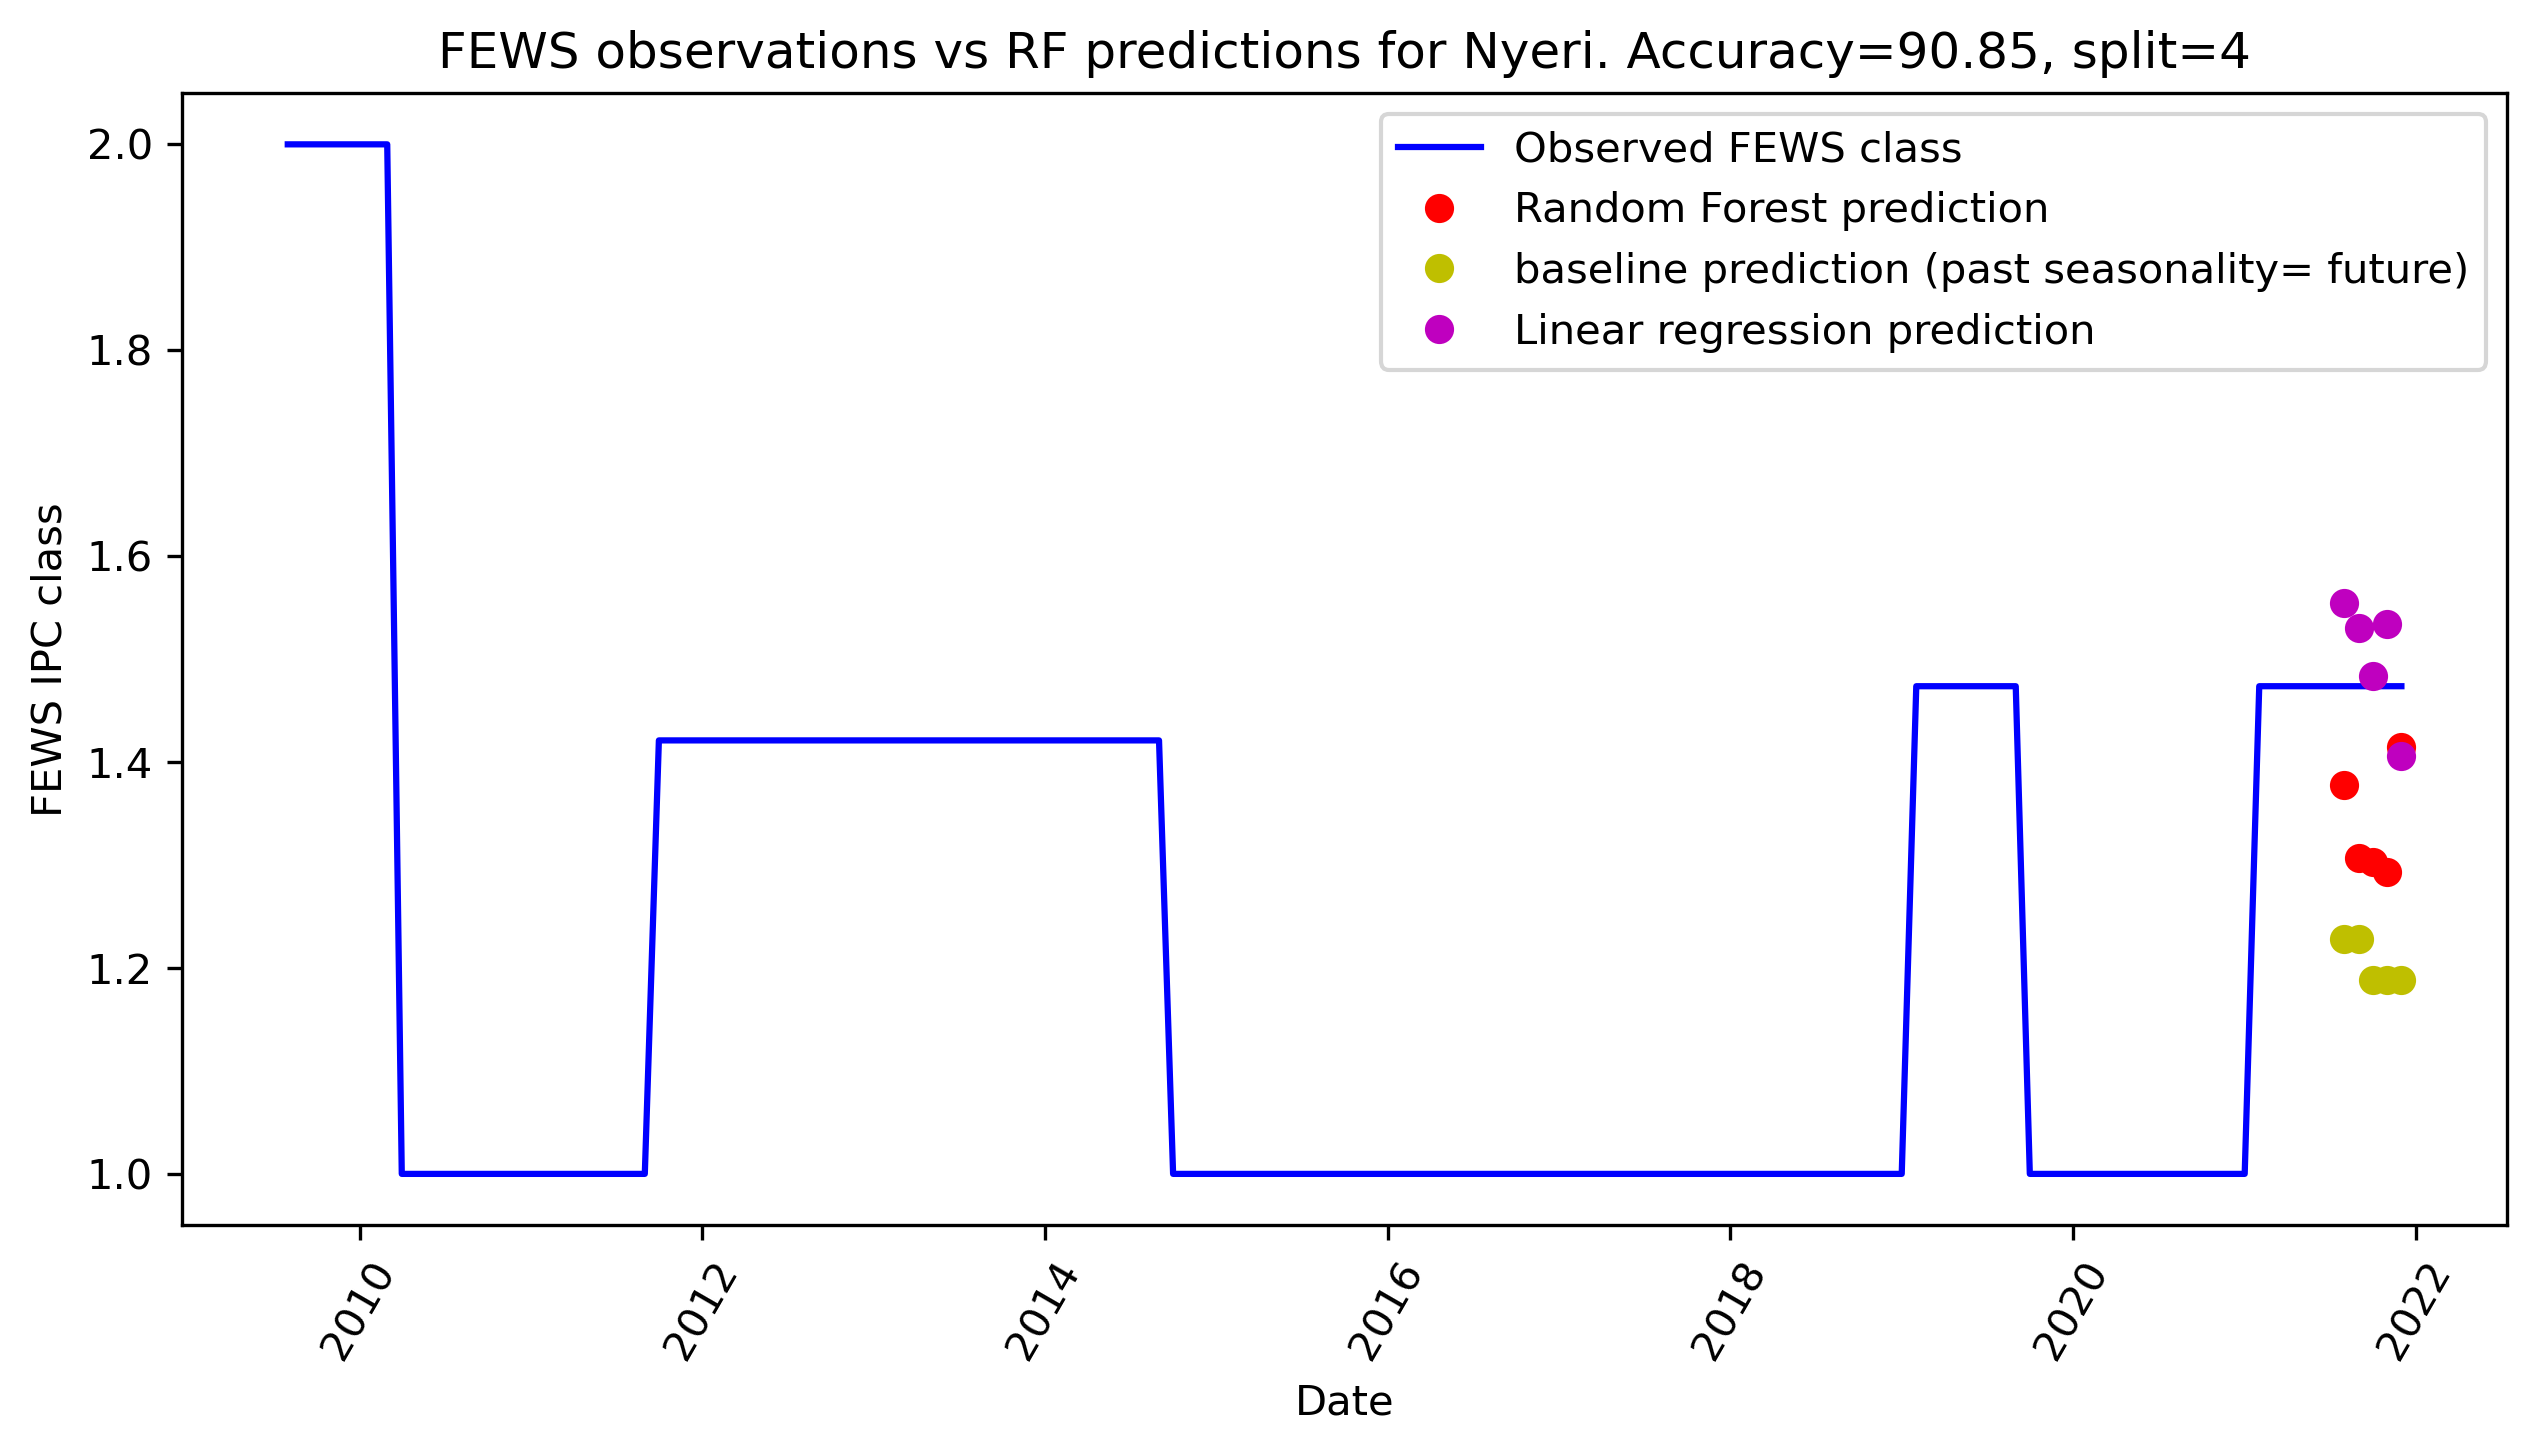 FEWS observations vs RF predictions for Nyeri. Accuracy=90.85, split=4
Observed FEWS class
Random Forest prediction
baseline prediction (past seasonality= future)
Linear regression prediction
FEWS IPC class
2.0
1.8
1.6
1.4
1.2
1.0
2010
2012
2014
2016
2018
2020
2022
Date